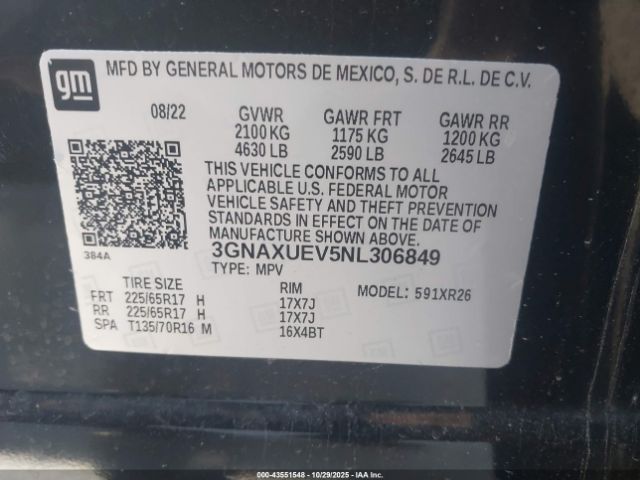 gm
MFD BY GENERAL MOTORS DE MEXICO, S. DE R.L. DE C.V.
08/22 GVWR GAWR FRT GAWR RR
2100 KG 1175 KG 1200 KG
4630 LB 2590 LB 2645 LB
THIS VEHICLE CONFORMS TO ALL
APPLICABLE U.S. FEDERAL MOTOR
VEHICLE SAFETY AND THEFT PREVENTION
STANDARDS IN EFFECT ON THE DATE OF
MANUFACTURE SHOWN ABOVE.
384A 3GNAXUEV5NL306849
TYPE: MPV
TIRE SIZE RIM MODEL: 591XR26
FRT 225/65R17 H 17X7J
RR 225/65R17 H 17X7J
SPA T135/70R16 M 16X4BT
000-43551548 - 10/29/2025 - IAA Inc.